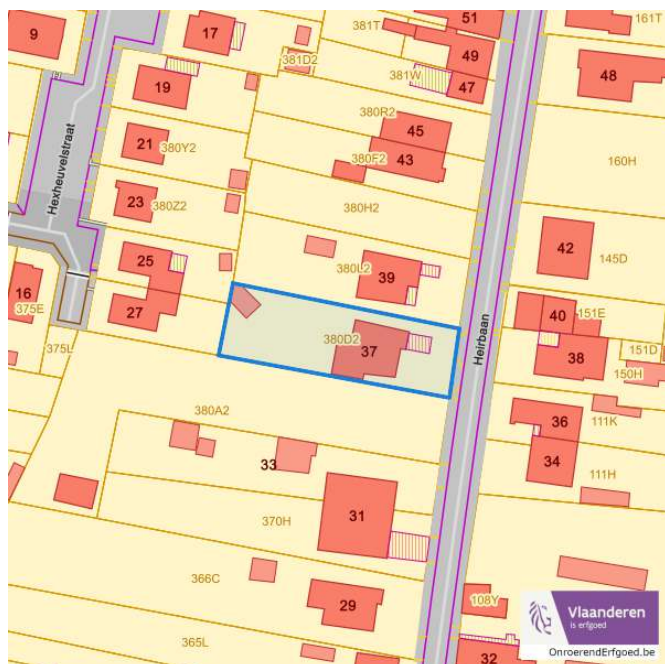 9
17
381D2
381T
51
161T
49
381W
47
48
19
380R2
45
43
380F2
160H
21
380Y2
Hexheuvelstraat
23
380Z2
380H2
42
145D
25
380L2
39
16
375E
27
380D2
37
Heirbaan
40
151E
38
151D
150H
375L
380A2
36
111K
33
34
111H
31
370H
366C
29
108Y
365L
32
Vlaanderen
is erfgoed
OnroerendErfgoed.be